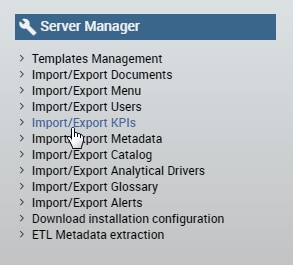 Server Manager
Templates Management
Import/Export Documents
Import/Export Menu
Import/Export Users
Import/Export KPIs
Import/Export Metadata
Import/Export Catalog
Import/Export Analytical Drivers
Import/Export Glossary
Import/Export Alerts
Download installation configuration
ETL Metadata extraction